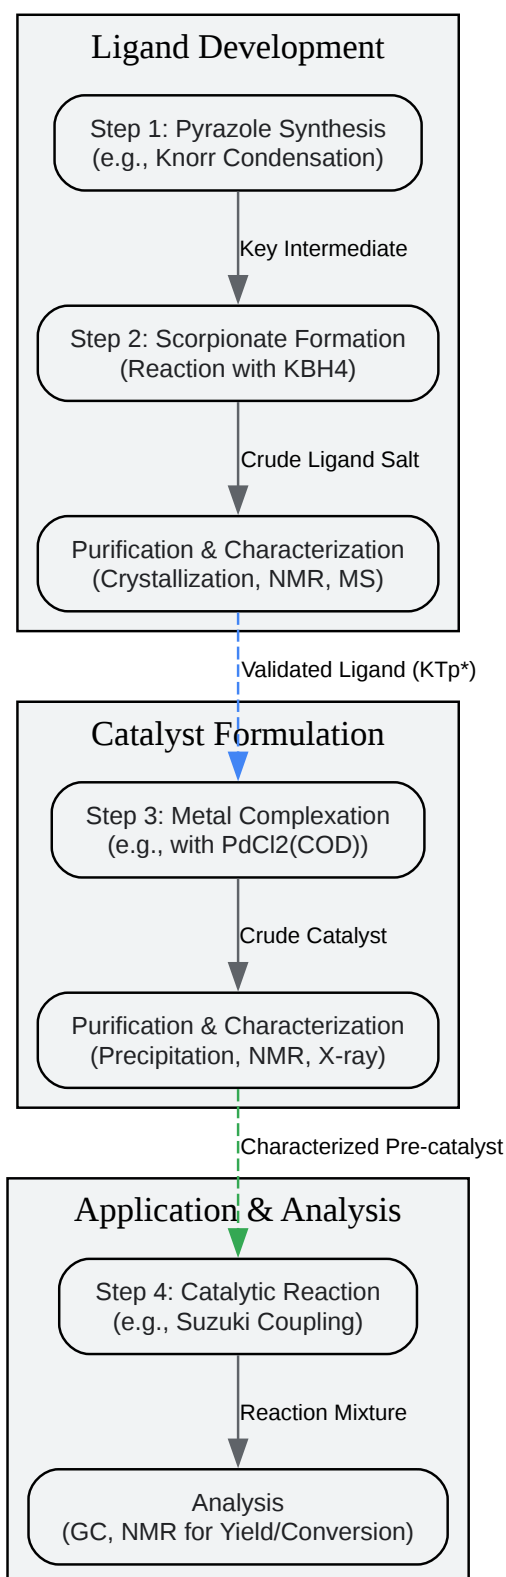 Ligand Development
Step 1: Pyrazole Synthesis
(e.g., Knorr Condensation)
Key Intermediate
Step 2: Scorpionate Formation
(Reaction with KBH4)
Crude Ligand Salt
Purification & Characterization
(Crystallization, NMR, MS)
Validated Ligand (KTp*)
Catalyst Formulation
Step 3: Metal Complexation
(e.g., with PdCl2(COD))
Crude Catalyst
Purification & Characterization
(Precipitation, NMR, X-ray)
Characterized Pre-catalyst
Application & Analysis
Step 4: Catalytic Reaction
(e.g., Suzuki Coupling)
Reaction Mixture
Analysis
(GC, NMR for Yield/Conversion)